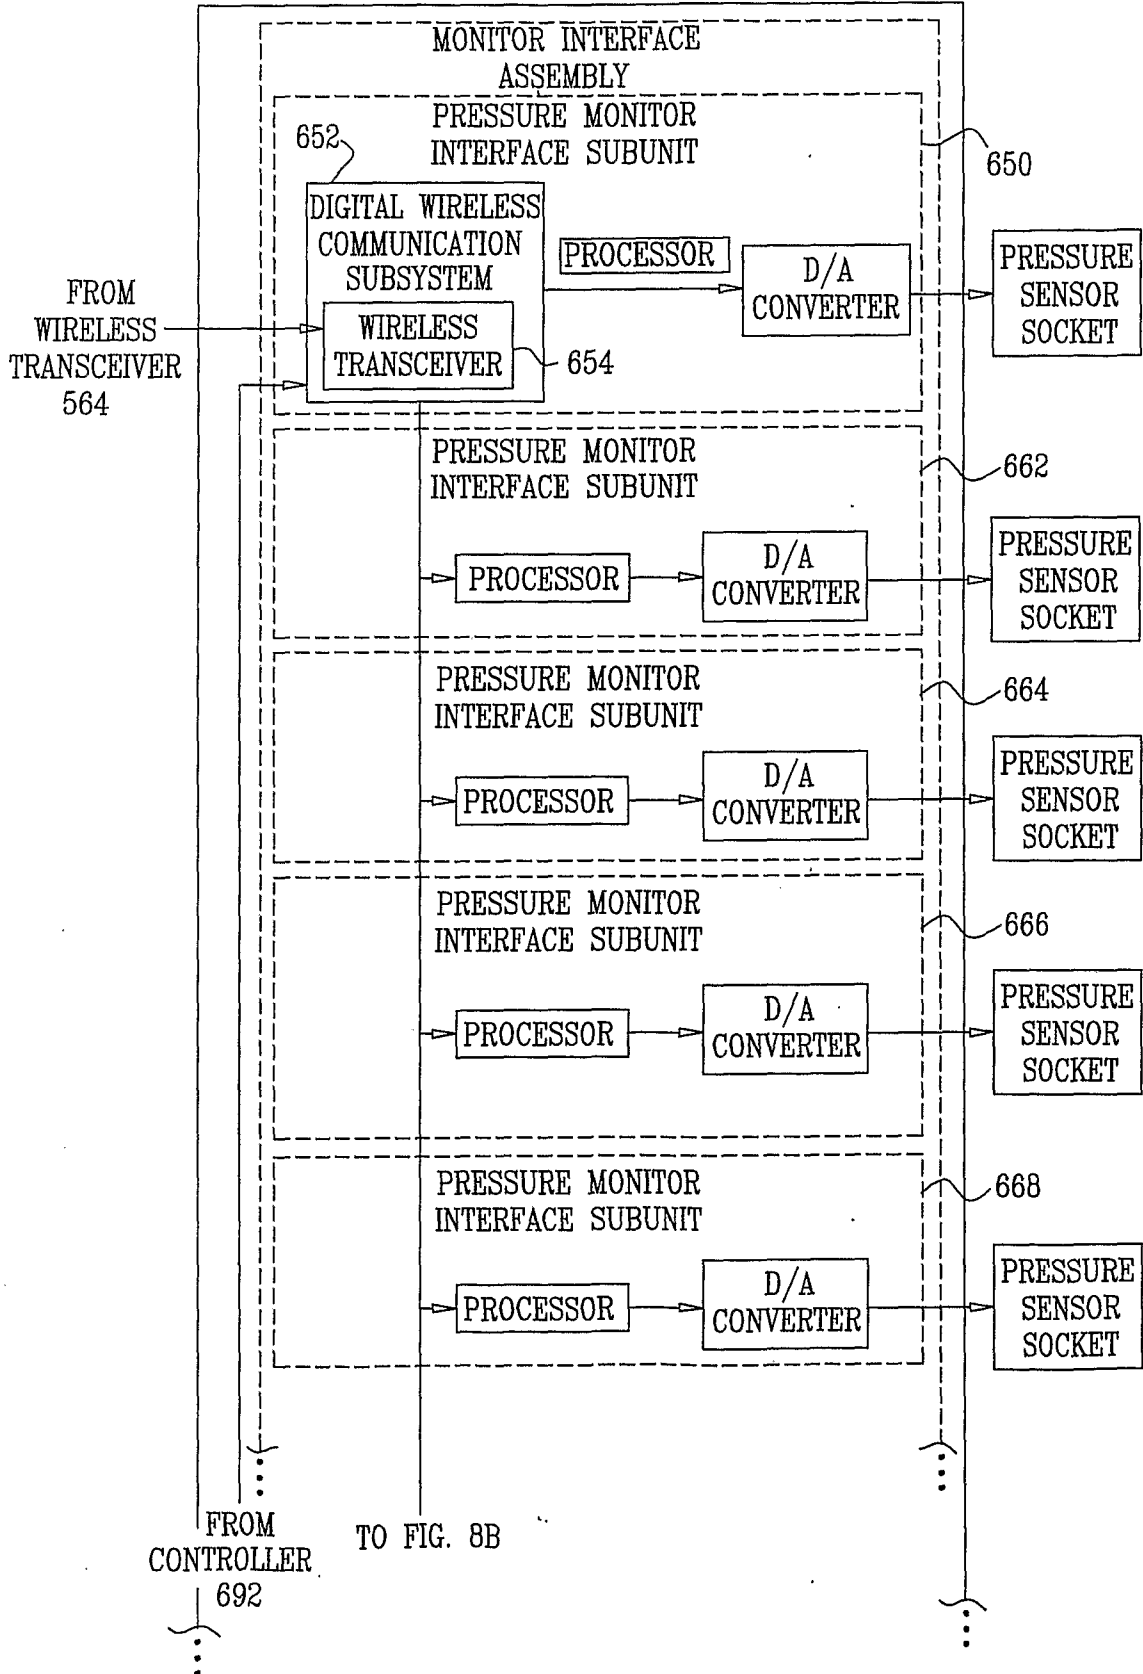 MONITOR INTERFACE
ASSEMBLY
PRESSURE MONITOR
INTERFACE SUBUNIT
652
650
DIGITAL WIRELESS
COMMUNICATION
SUBSYSTEM
WIRELESS
TRANSCEIVER
654
PROCESSOR
D/A
CONVERTER
PRESSURE
SENSOR
SOCKET
FROM
WIRELESS
TRANSCEIVER
564
PRESSURE MONITOR
INTERFACE SUBUNIT
662
PROCESSOR
D/A
CONVERTER
PRESSURE
SENSOR
SOCKET
PRESSURE MONITOR
INTERFACE SUBUNIT
664
PROCESSOR
D/A
CONVERTER
PRESSURE
SENSOR
SOCKET
PRESSURE MONITOR
INTERFACE SUBUNIT
666
PROCESSOR
D/A
CONVERTER
PRESSURE
SENSOR
SOCKET
PRESSURE MONITOR
INTERFACE SUBUNIT
668
PROCESSOR
D/A
CONVERTER
PRESSURE
SENSOR
SOCKET
FROM
CONTROLLER
692
TO FIG. 8B